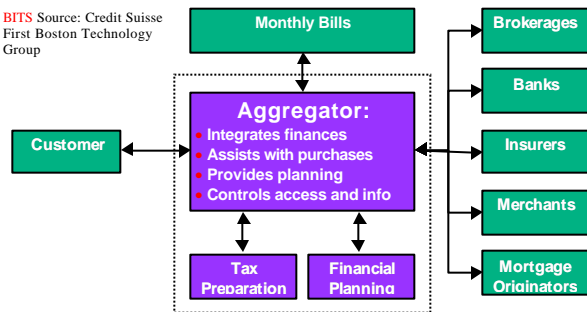 BITS Source: Credit Suisse
First Boston Technology
Group
Monthly Bills
Brokerages
Banks
Aggregator:
• Integrates finances
• Assists with purchases
• Provides planning
• Controls access and info
Customer
Insurers
Merchants
Tax
Preparation
Financial
Planning
Mortgage
Originators